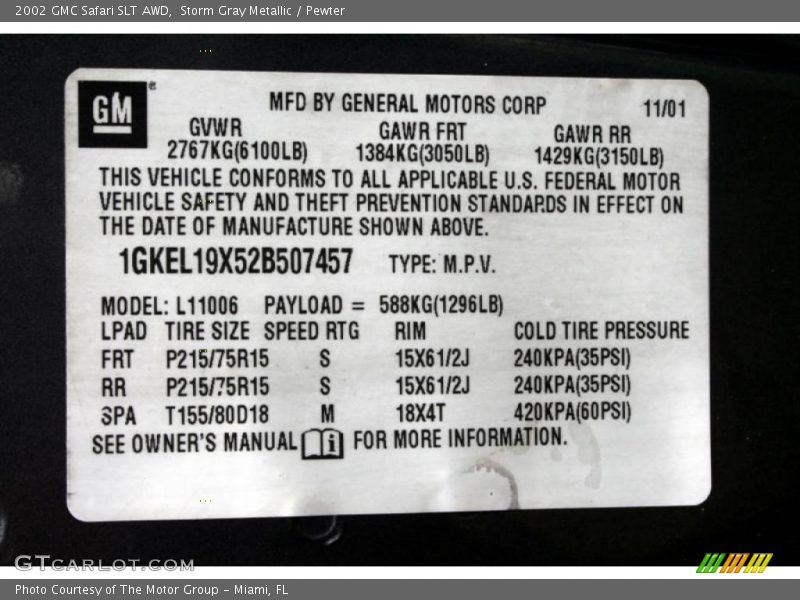 2002 GMC Safari SLT AWD,  Storm Gray Metallic / Pewter
GM
MFD BY GENERAL MOTORS CORP 11/01
GVWR GAWR FRT GAWR RR
2767KG(6100LB) 1384KG(3050LB) 1429KG(3150LB)
THIS VEHICLE CONFORMS TO ALL APPLICABLE U.S. FEDERAL MOTOR
VEHICLE SAFETY AND THEFT PREVENTION STANDARDS IN EFFECT ON
THE DATE OF MANUFACTURE SHOWN ABOVE.
1GKEL19X52B507457 TYPE: M.P.V.
MODEL: L11006 PAYLOAD = 588KG(1296LB)
LPAD TIRE SIZE SPEED RTG RIM COLD TIRE PRESSURE
FRT P215/75R15 S 15X61/2J 240KPA(35PSI)
RR P215/75R15 S 15X61/2J 240KPA(35PSI)
SPA T155/80D18 M 18X4T 420KPA(60PSI)
SEE OWNER'S MANUAL i FOR MORE INFORMATION.
GTCARLOT.COM
Photo Courtesy of The Motor Group - Miami, FL